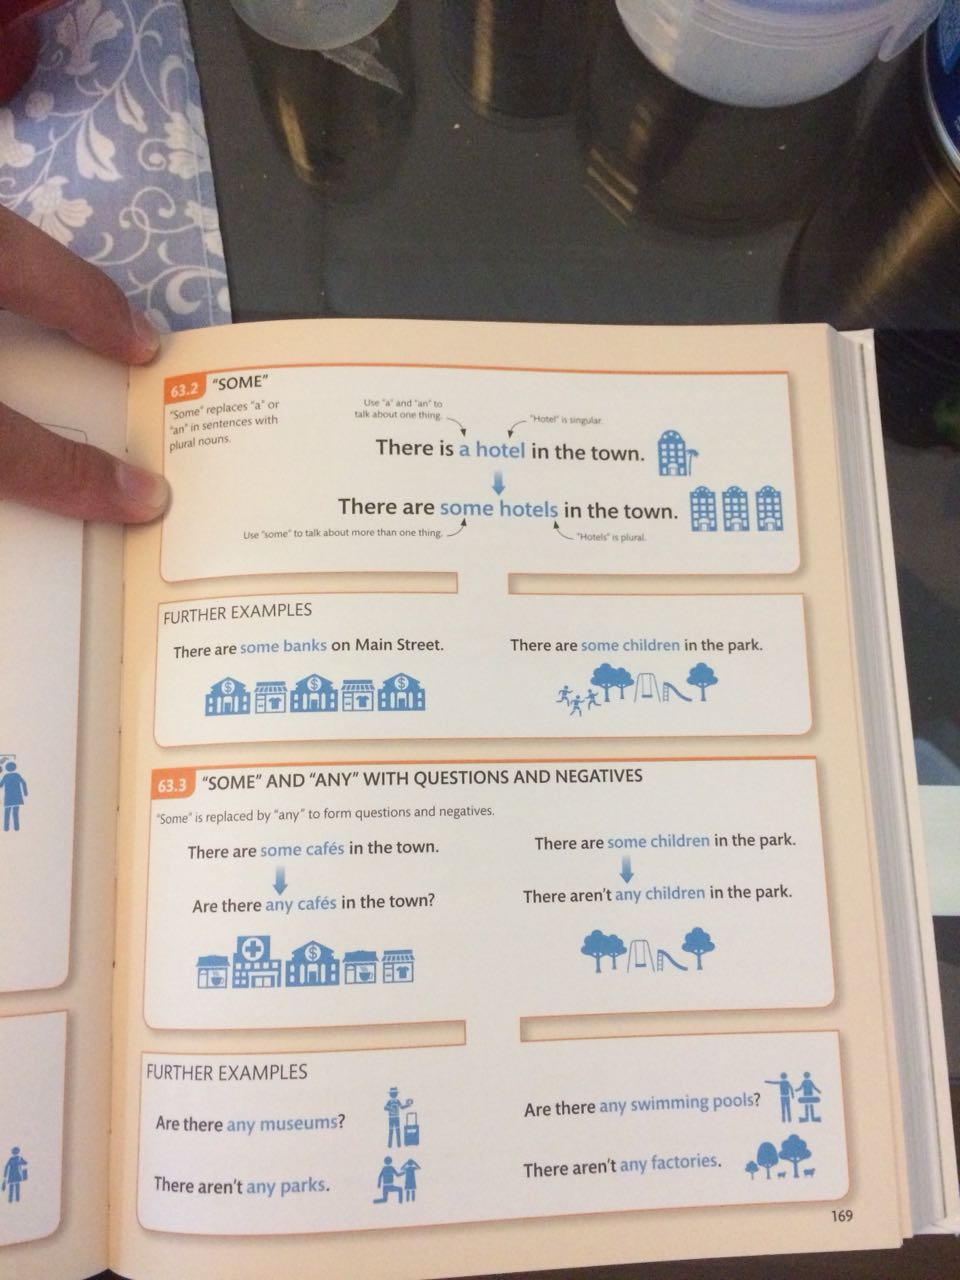 63.2 "SOME"
"Some" replaces "a" or
"an" in sentences with
plural nouns.
Use "a" and "an" to
talk about one thing.
"Hotel" is singular.
There is a hotel in the town.
There are some hotels in the town.
Use "some" to talk about more than one thing.
"Hotels" is plural.
FURTHER EXAMPLES
There are some banks on Main Street.
There are some children in the park.
63.3 "SOME" AND "ANY" WITH QUESTIONS AND NEGATIVES
"Some" is replaced by "any" to form questions and negatives.
There are some cafés in the town.
Are there any cafés in the town?
There are some children in the park.
There aren't any children in the park.
FURTHER EXAMPLES
Are there any museums?
Are there any swimming pools?
There aren't any parks.
There aren't any factories.
169